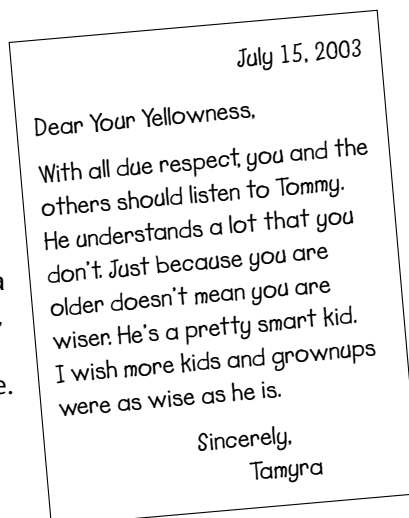 July 15, 2003
Dear Your Yellowness,
With all due respect, you and the
others should listen to Tommy.
He understands a lot that you
don't. Just because you are
older doesn't mean you are
wiser. He's a pretty smart kid.
I wish more kids and grownups
were as wise as he is.
Sincerely,
Tamyra